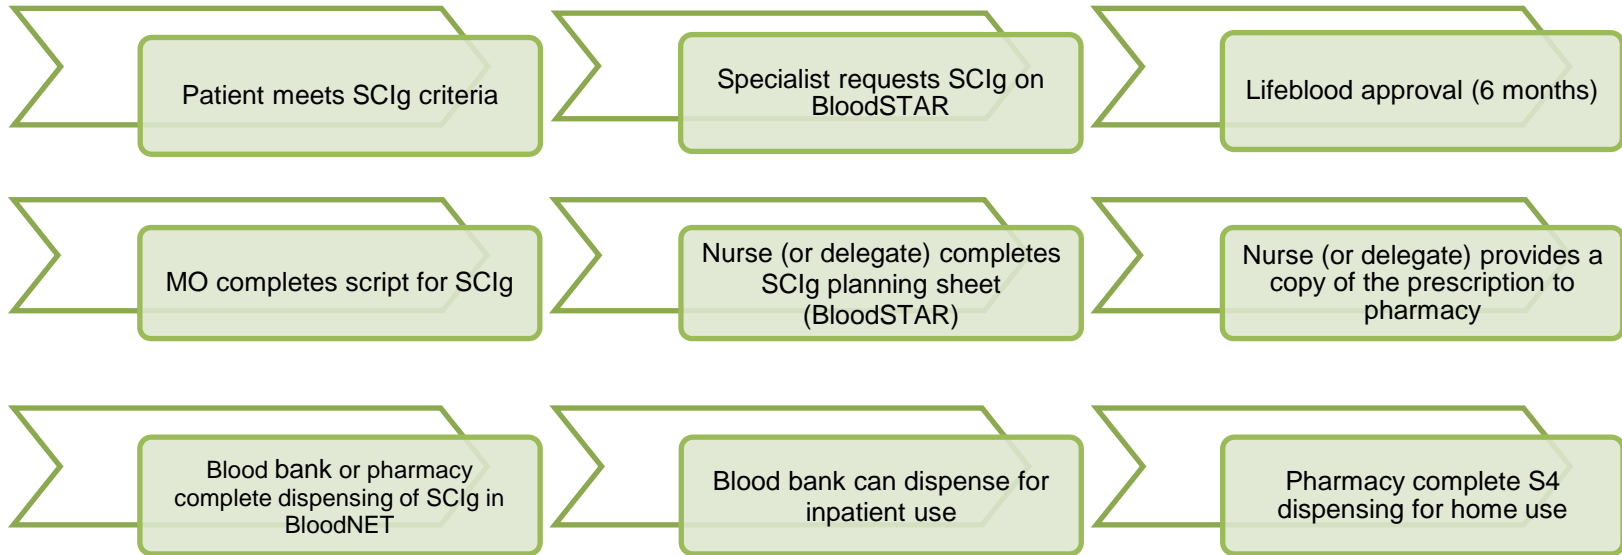 Patient meets SCIg criteria
Specialist requests SCIg on
BloodSTAR
Lifeblood approval (6 months)
MO completes script for SCIg
Nurse (or delegate) completes
SCIg planning sheet
(BloodSTAR)
Nurse (or delegate) provides a
copy of the prescription to
pharmacy
Blood bank or pharmacy
complete dispensing of SCIg in
BloodNET
Blood bank can dispense for
inpatient use
Pharmacy complete S4
dispensing for home use